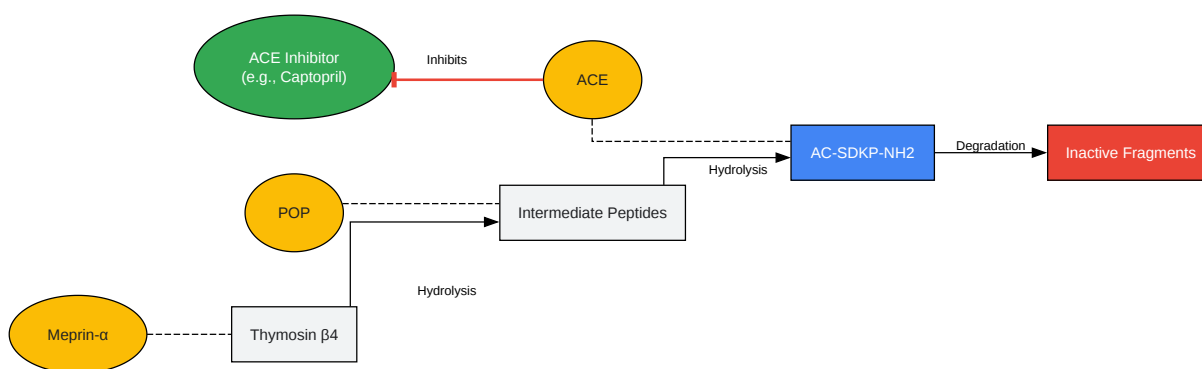 ACE Inhibitor
(e.g., Captopril)
Inhibits
ACE
AC-SDKP-NH2
Degradation
Inactive Fragments
Hydrolysis
POP
Intermediate Peptides
Hydrolysis
Meprin-α
Thymosin β4